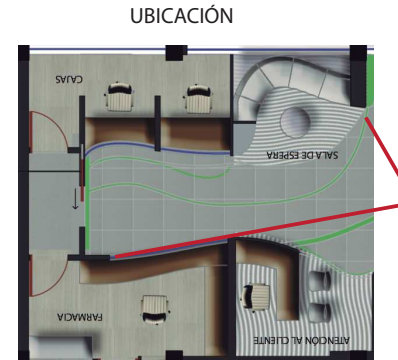 UBICACIÓN
CAJAS
SALA DE ESPERA
FARMACIA
ATENCIÓN AL CLIENTE